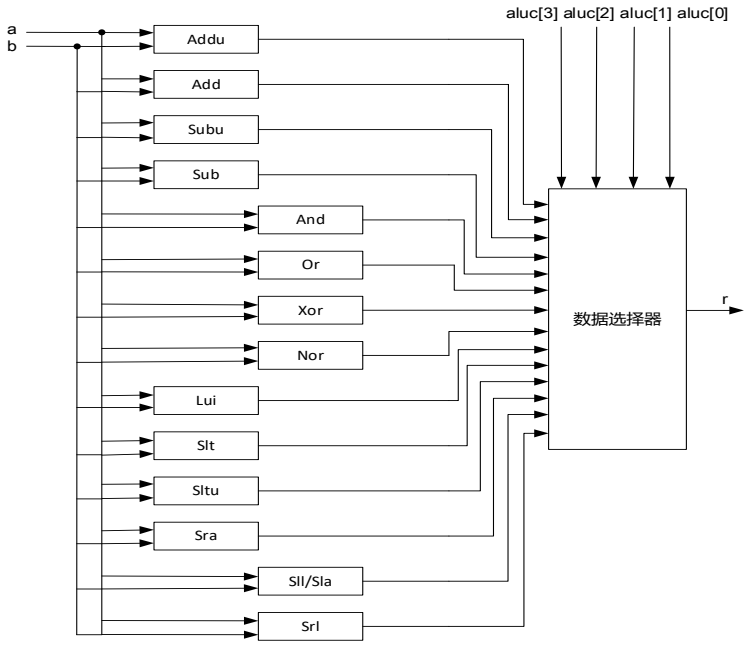 aluc[3] aluc[2] aluc[1] aluc[0]
a
b
Addu
Add
Subu
Sub
And
Or
Xor
Nor
Lui
Slt
Sltu
Sra
Sll/Sla
Srl
数据选择器
r